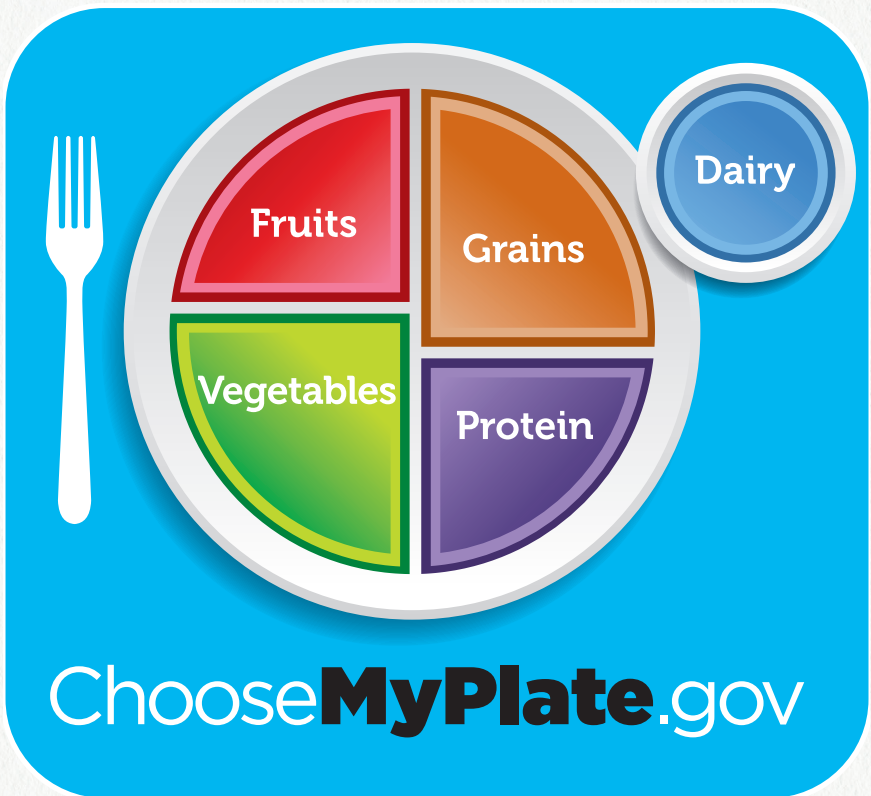 Fruits
Grains
Dairy
Vegetables
Protein
ChooseMyPlate.gov